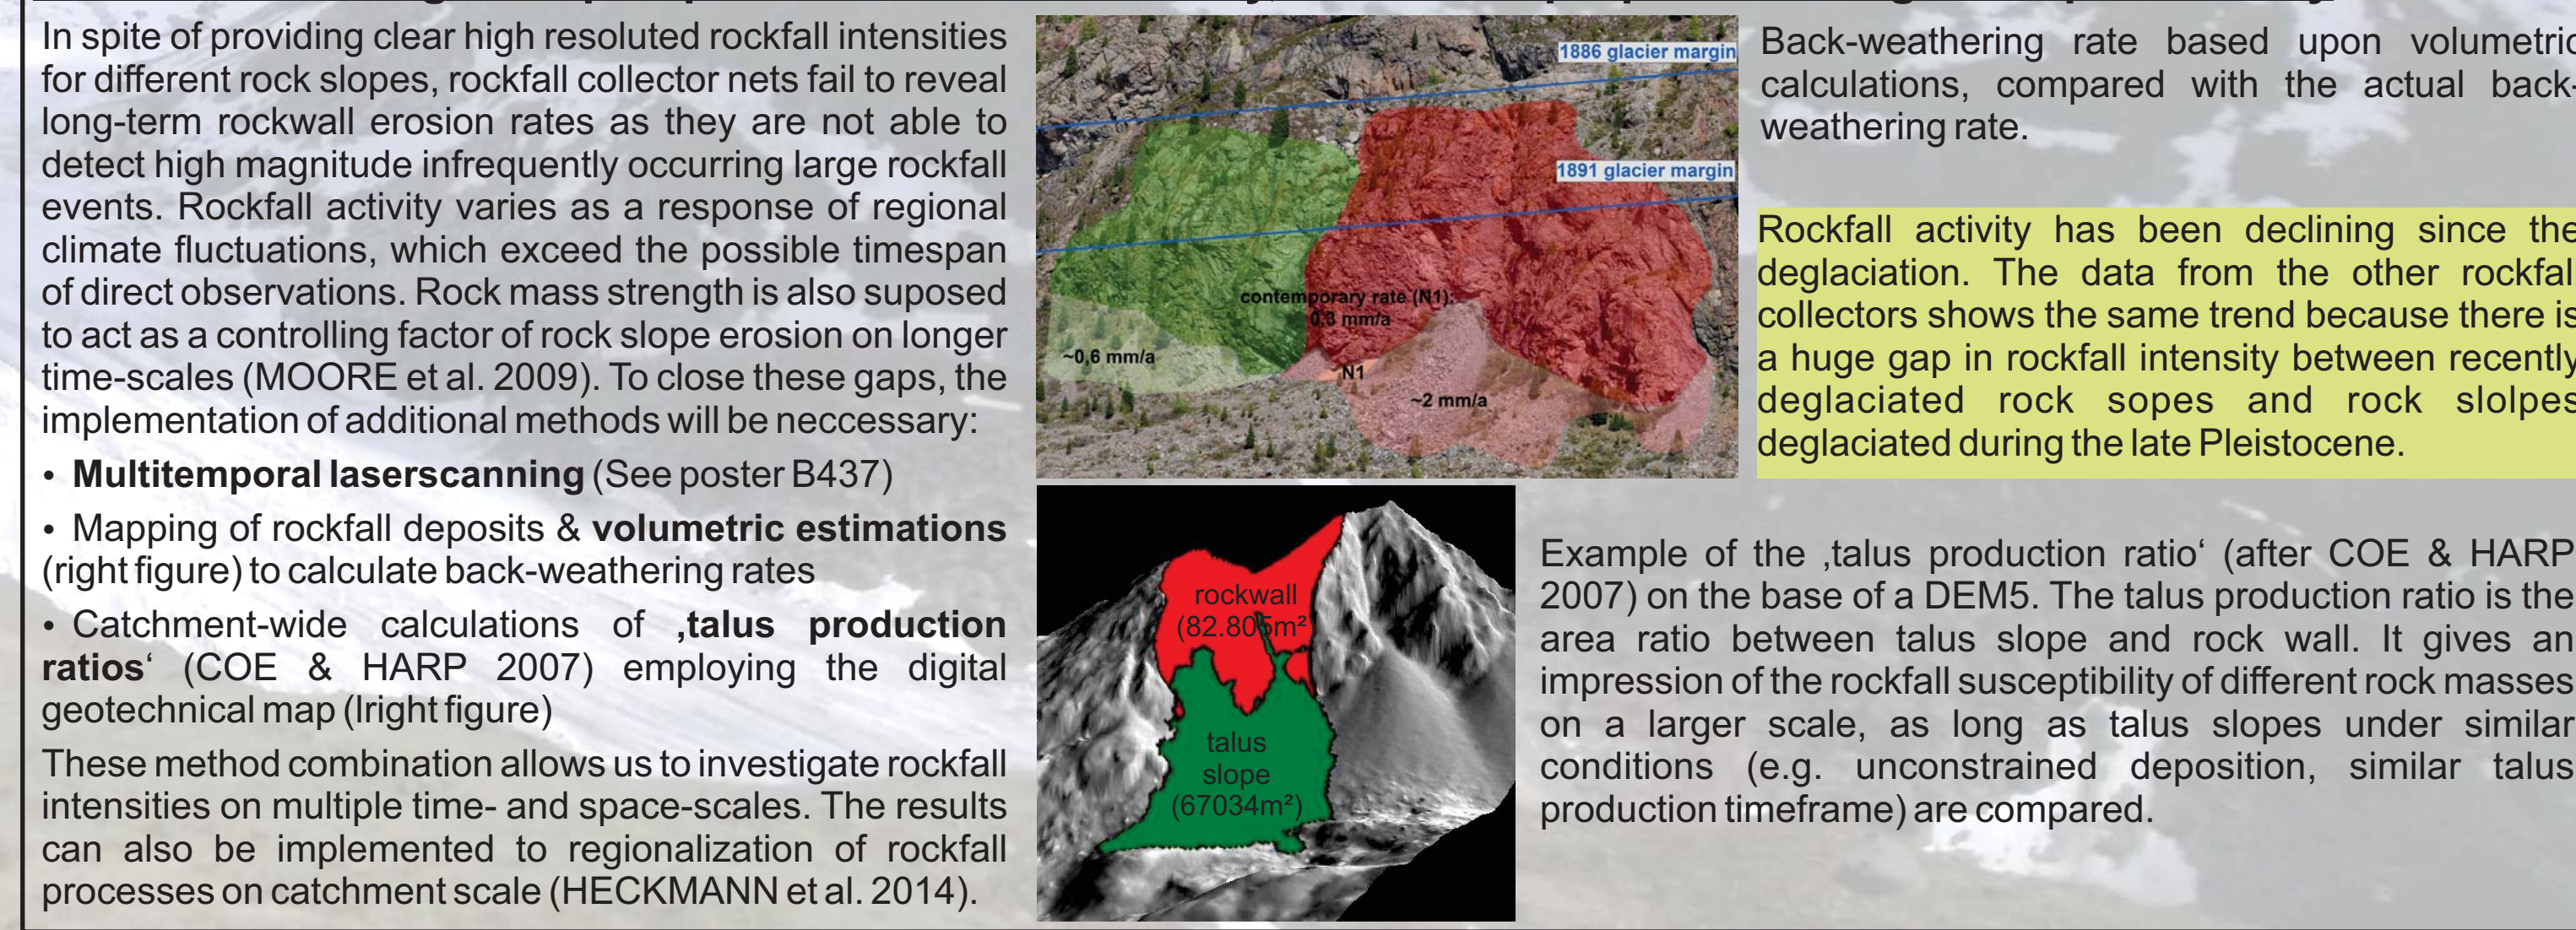 In spite of providing clear high resoluted rockfall intensities
for different rock slopes, rockfall collector nets fail to reveal
long-term rockwall erosion rates as they are not able to
detect high magnitude infrequently occurring large rockfall
events. Rockfall activity varies as a response of regional
climate fluctuations, which exceed the possible timespan
of direct observations. Rock mass strength is also suposed
to act as a controlling factor of rock slope erosion on longer
time-scales (MOORE et al. 2009). To close these gaps, the
implementation of additional methods will be neccessary:
• Multitemporal laserscanning (See poster B437)
• Mapping of rockfall deposits & volumetric estimations
(right figure) to calculate back-weathering rates
• Catchment-wide calculations of ‚talus production
ratios‘ (COE & HARP 2007) employing the digital
geotechnical map (lright figure)
These method combination allows us to investigate rockfall
intensities on multiple time- and space-scales. The results
can also be implemented to regionalization of rockfall
processes on catchment scale (HECKMANN et al. 2014).
1886 glacier margin
1891 glacier margin
contemporary rate (N1):
0,3 mm/a
~0,6 mm/a
N1
~2 mm/a
Back-weathering rate based upon volumetric
calculations, compared with the actual back-
weathering rate.
Rockfall activity has been declining since the
deglaciation. The data from the other rockfall
collectors shows the same trend because there is
a huge gap in rockfall intensity between recently
deglaciated rock sopes and rock slolpes
deglaciated during the late Pleistocene.
rockwall
(82.805m²
talus
slope
(67034m²)
Example of the ‚talus production ratio‘ (after COE & HARP
2007) on the base of a DEM5. The talus production ratio is the
area ratio between talus slope and rock wall. It gives an
impression of the rockfall susceptibility of different rock masses
on a larger scale, as long as talus slopes under similar
conditions (e.g. unconstrained deposition, similar talus
production timeframe) are compared.